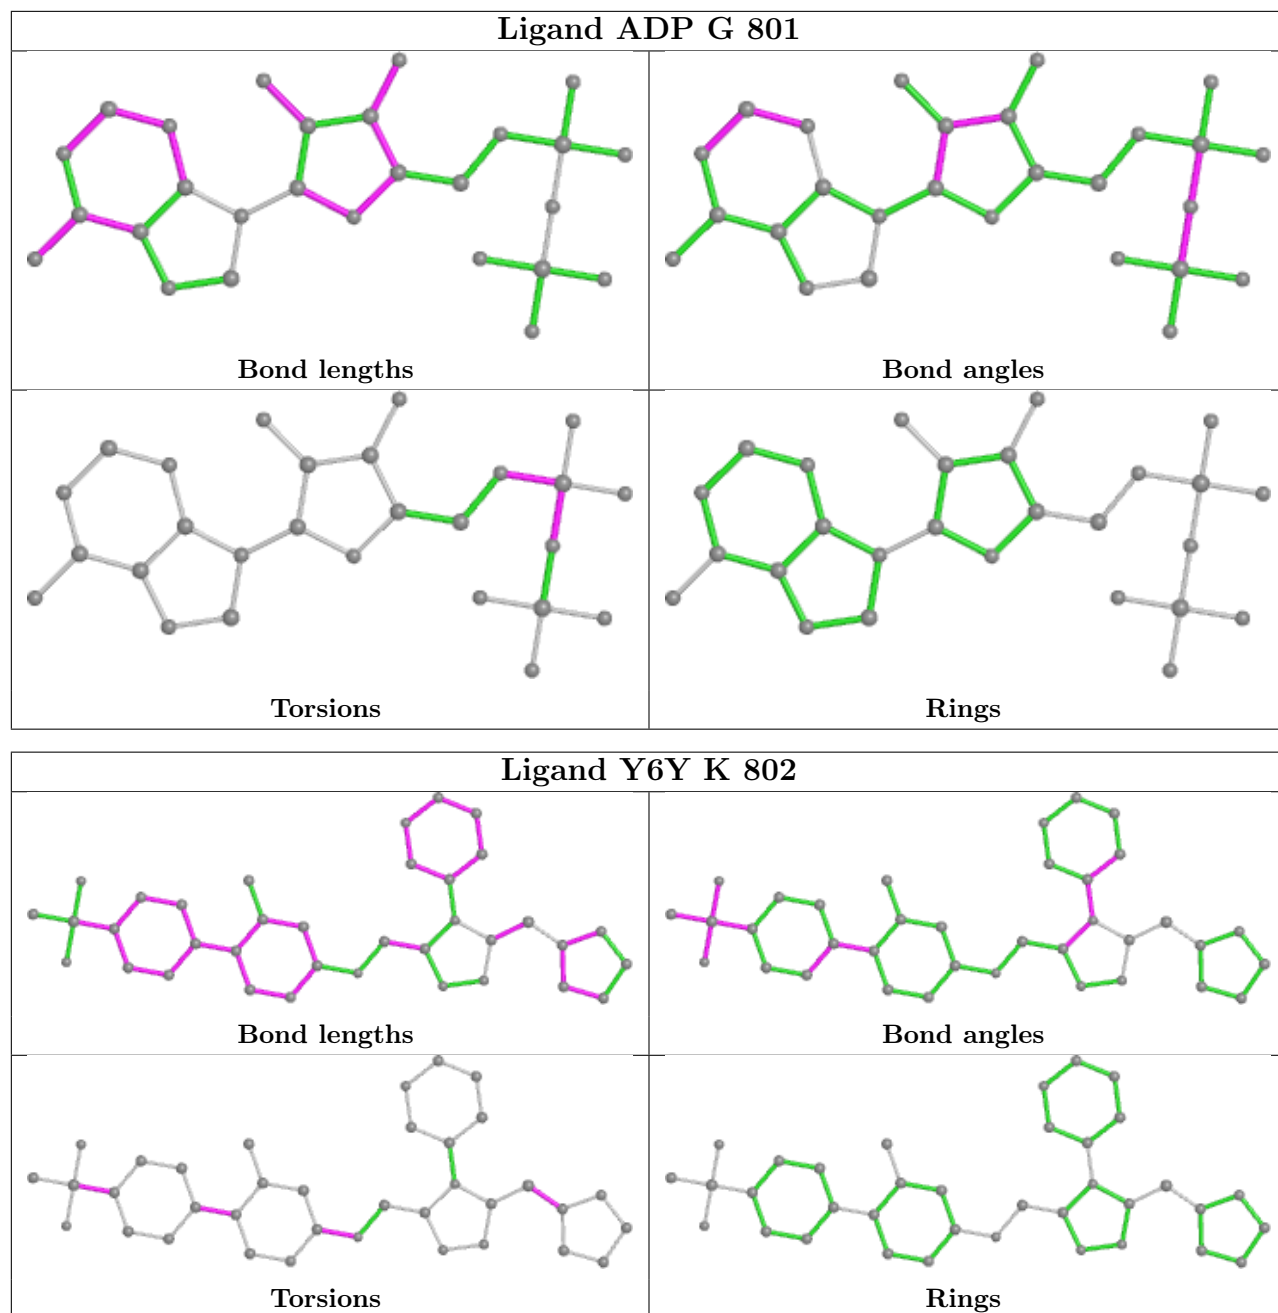 Ligand ADP G 801
Bond lengths
Bond angles
Torsions
Rings
Ligand Y6Y K 802
Bond lengths
Bond angles
Torsions
Rings